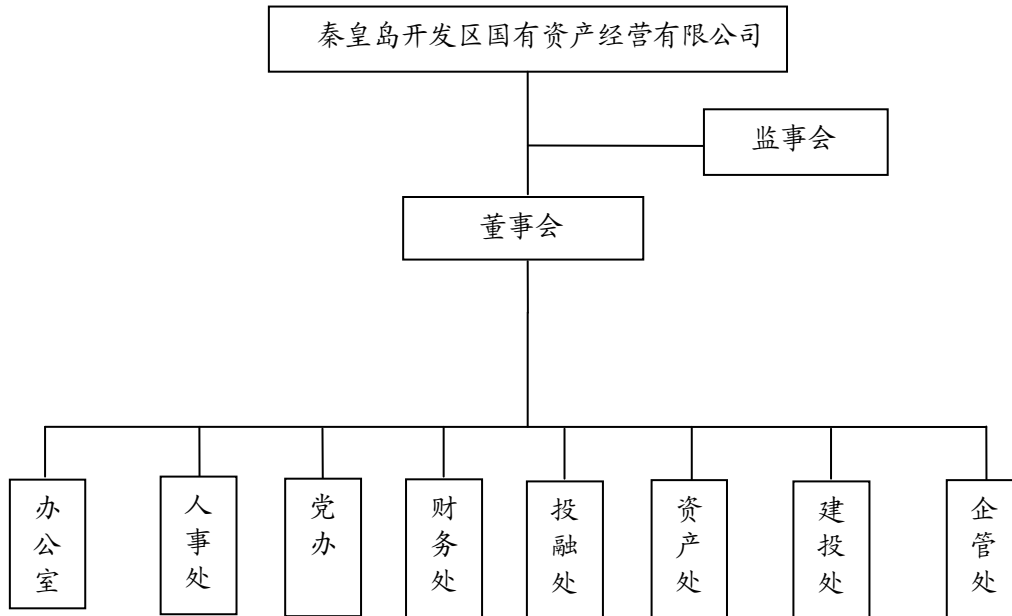 秦皇岛开发区国有资产经营有限公司
监事会
董事会
办公室
人事处
党办
财务处
投融处
资产处
建投处
企管处